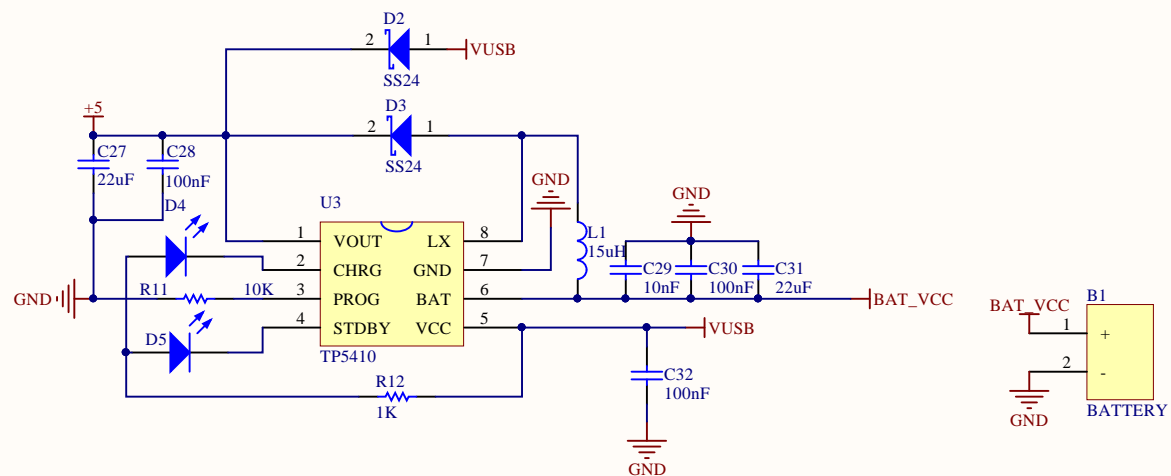 D2
2
1
VUSB
SS24
D3
2
1
SS24
+5
C27
22uF
C28
100nF
D4
U3
1
VOUT
LX
8
2
CHRG
GND
7
3
PROG
BAT
6
4
STDBY
VCC
5
TP5410
GND
R11
10K
D5
R12
1K
GND
L1
15uH
GND
C29
10nF
C30
100nF
C31
22uF
BAT_VCC
VUSB
C32
100nF
GND
B1
BAT_VCC
1
+
2
-
GND
BATTERY